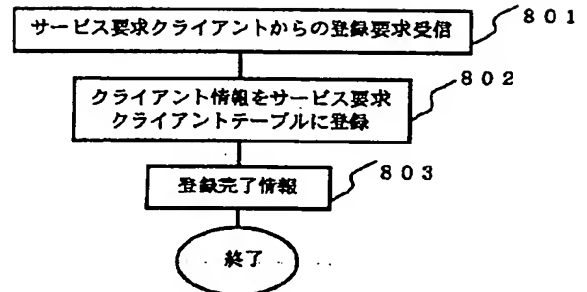 サービス要求クライアントからの登録要求受信
801
クライアント情報をサービス要求
クライアントテーブルに登録
802
登録完了情報
803
終了